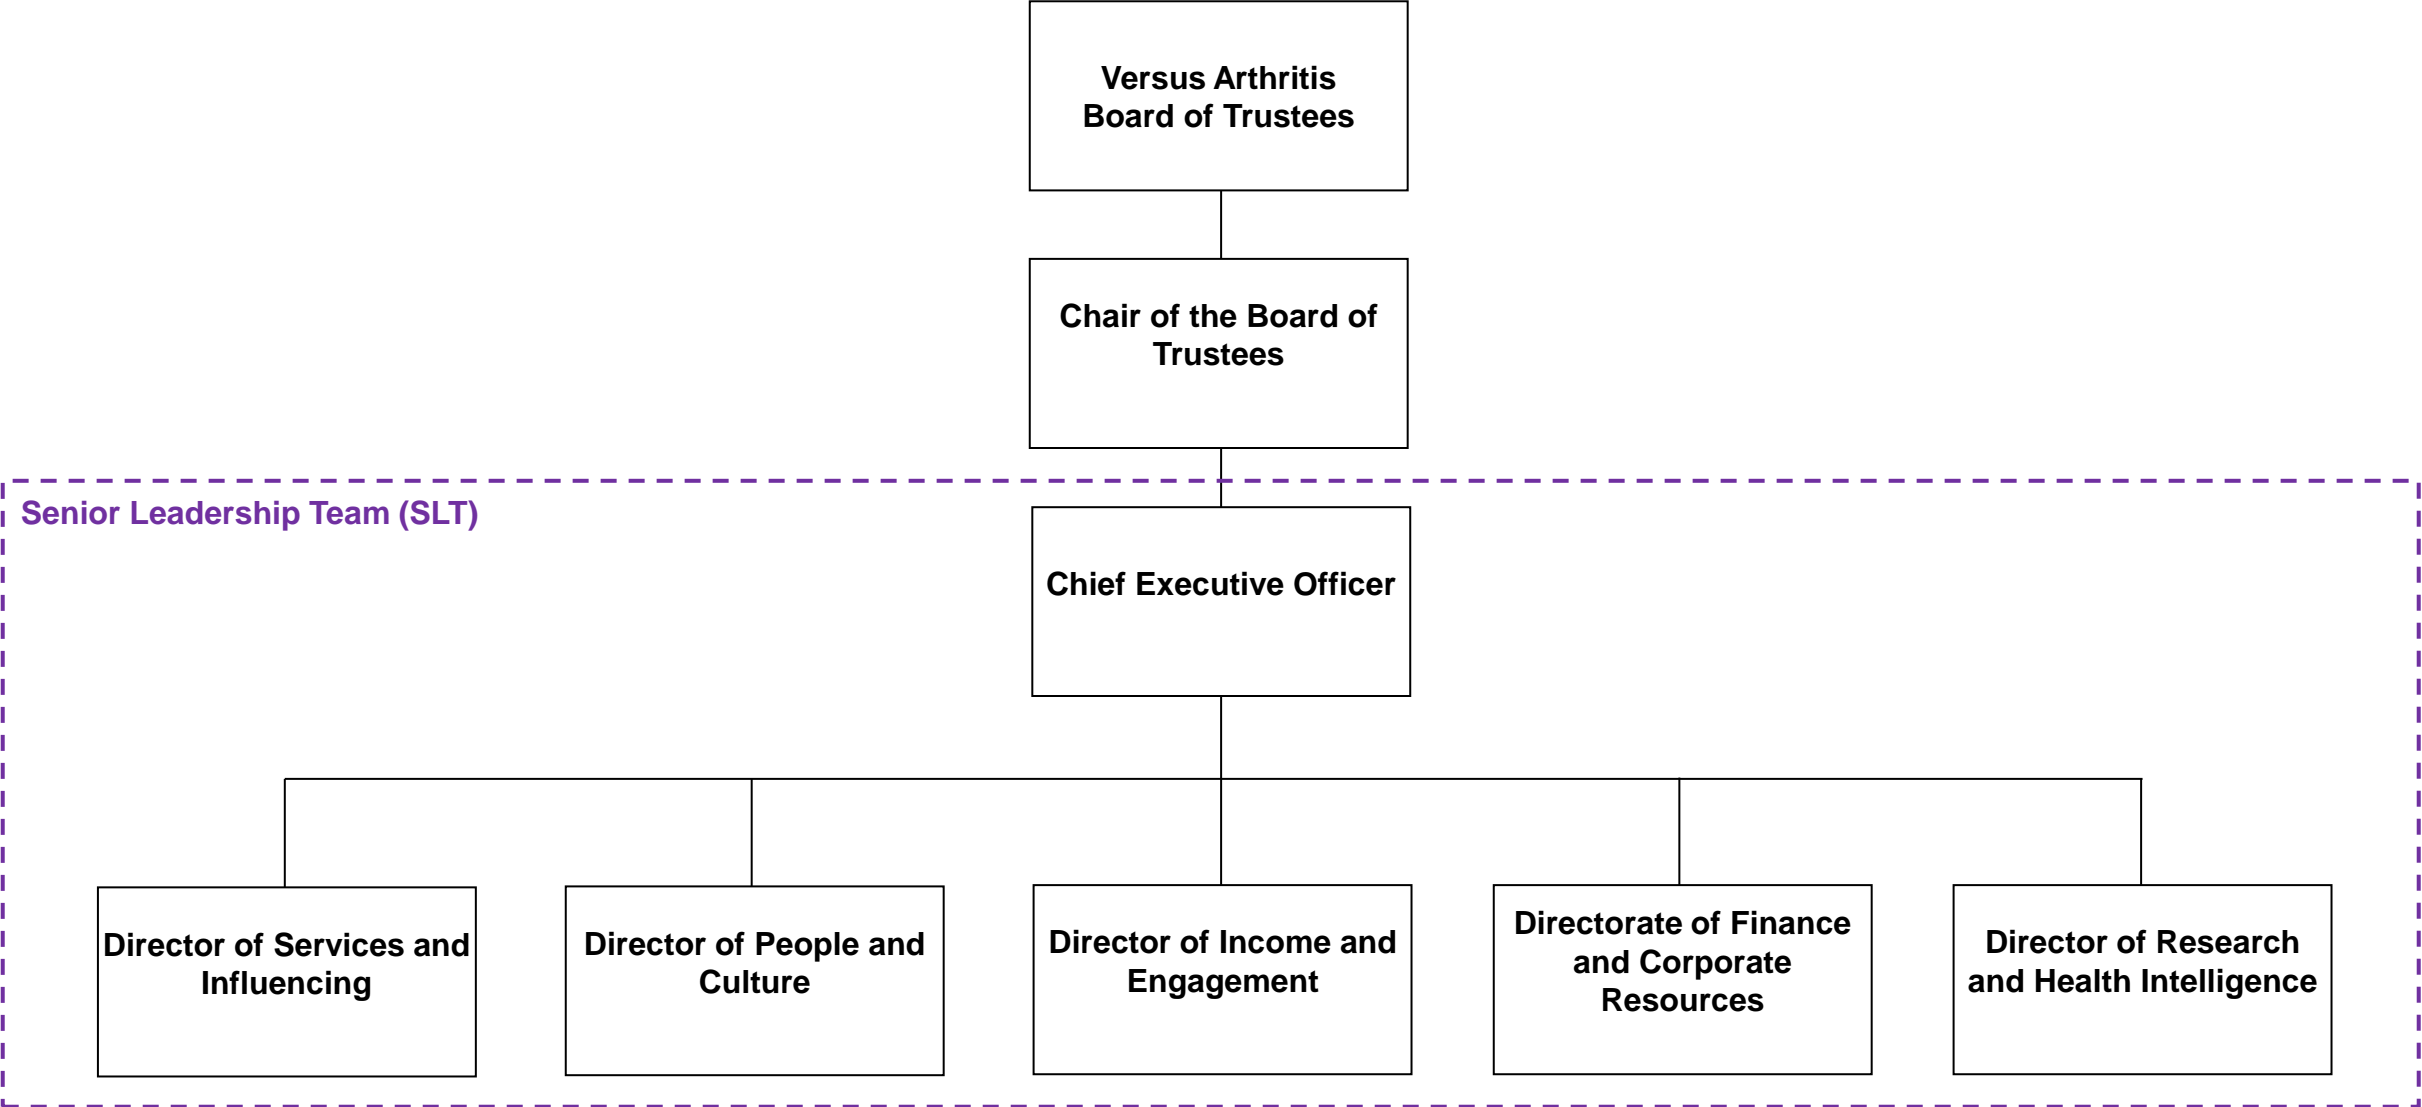 Versus Arthritis
Board of Trustees
Chair of the Board of
Trustees
Senior Leadership Team (SLT)
Chief Executive Officer
Director of Services and
Influencing
Director of People and
Culture
Director of Income and
Engagement
Directorate of Finance
and Corporate
Resources
Director of Research
and Health Intelligence